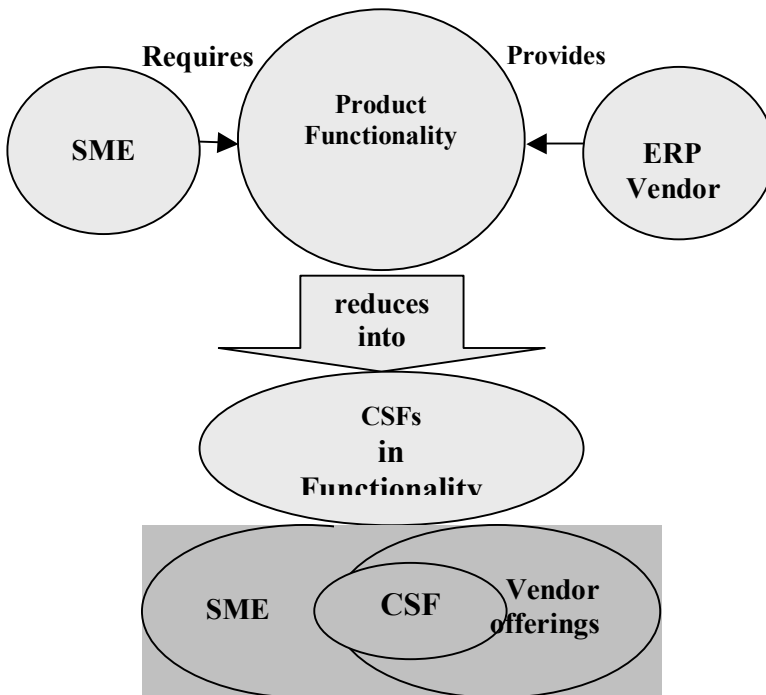 Requires
Provides
SME
Product
Functionality
ERP
Vendor
reduces
into
CSFs
in
Functionality
SME
CSF
Vendor
offerings